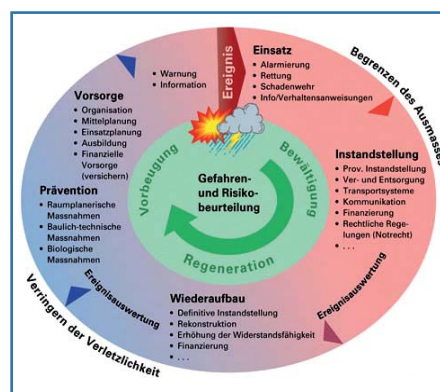 Ereignis
Einsatz
• Alarmierung
• Rettung
• Schadenwehr
• Info/Verhaltensanweisungen
Begrenzen des Ausmasses
Instandstellung
• Prov. Instandstellung
• Ver- und Entsorgung
• Transportsysteme
• Kommunikation
• Finanzierung
• Rechtliche Rege-
lungen (Notrecht)
• . . .
Ereignisauswertung
Wiederaufbau
• Definitive Instandstellung
• Rekonstruktion
• Erhöhung der Widerstandsfähigkeit
• Finanzierung
• . . .
Ereignisauswertung
Verringern der Verletzlichkeit
Prävention
• Raumplanerische
Massnahmen
• Baulich-technische
Massnahmen
• Biologische
Massnahmen
Vorsorge
• Organisation
• Mittelplanung
• Einsatzplanung
• Ausbildung
• Finanzielle
Vorsorge
(versichern)
• Warnung
• Information
Vorbeugung
Bewältigung
Regeneration
Gefahren-
und Risiko-
beurteilung